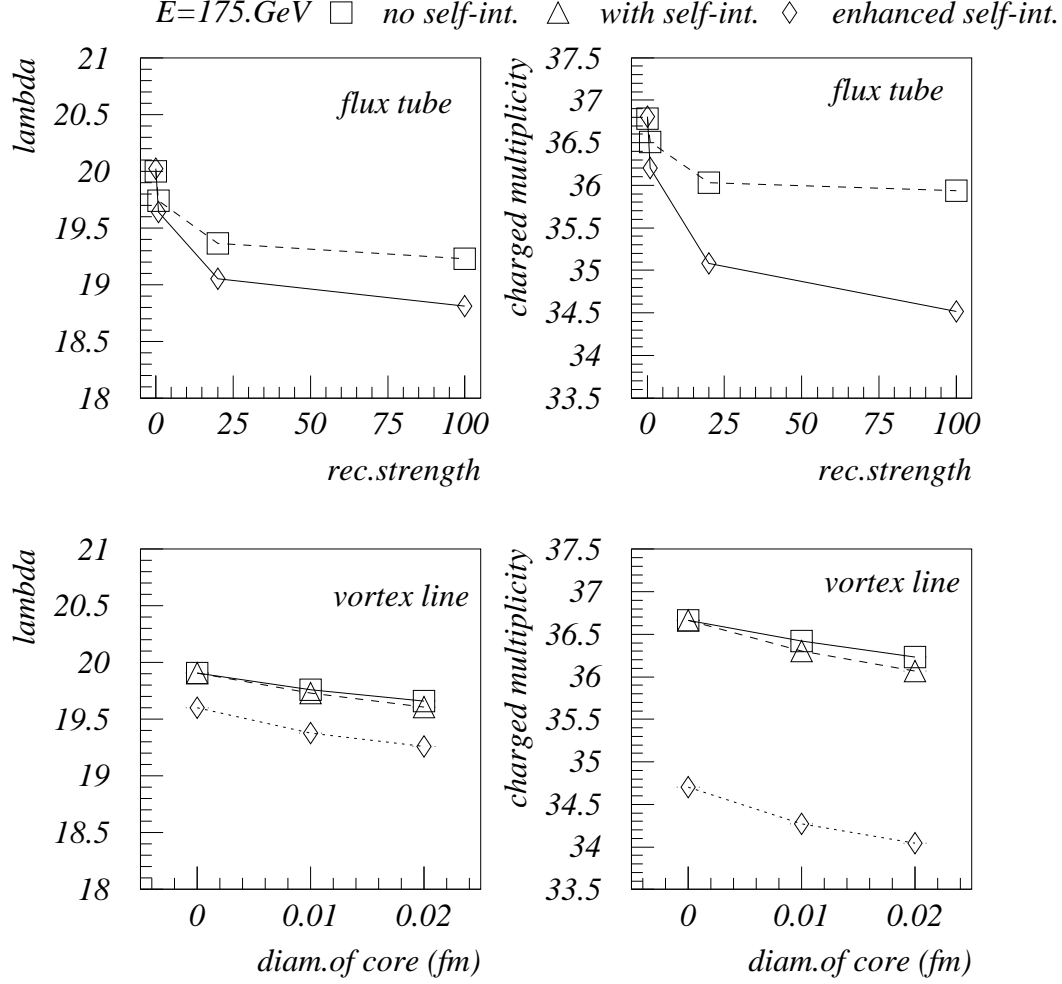 E=175.GeV no self-int. with self-int. enhanced self-int.
lambda
21
20.5
20
19.5
19
18.5
18
flux tube
0 25 50 75 100
rec.strength
charged multiplicity
37.5
37
36.5
36
35.5
35
34.5
34
33.5
flux tube
0 25 50 75 100
rec.strength
lambda
21
20.5
20
19.5
19
18.5
18
vortex line
0 0.01 0.02
diam.of core (fm)
charged multiplicity
37.5
37
36.5
36
35.5
35
34.5
34
33.5
vortex line
0 0.01 0.02
diam.of core (fm)